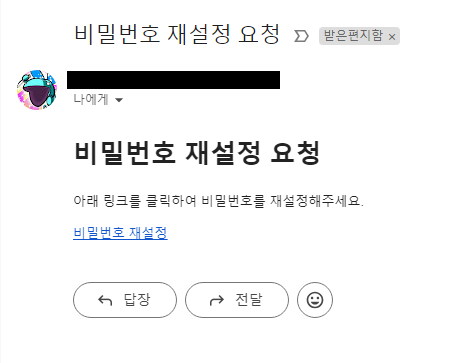 비밀번호 재설정 요청 받은편지함 ×
나에게
비밀번호 재설정 요청
아래 링크를 클릭하여 비밀번호를 재설정해주세요.
비밀번호 재설정
답장 전달